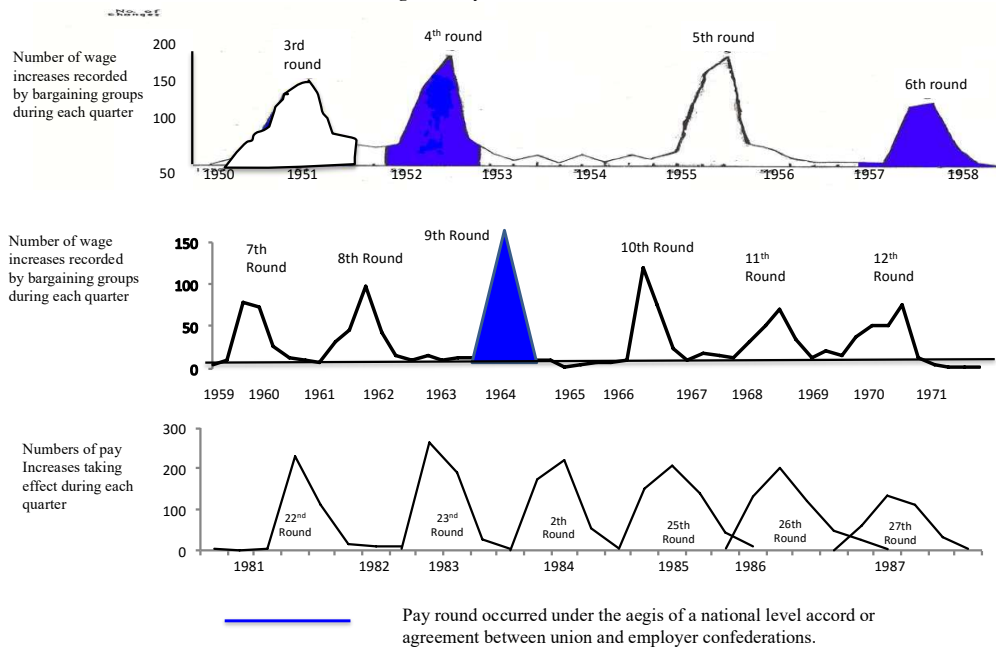 No. of
changes
Number of wage
increases recorded
by bargaining groups
during each quarter
200
150
100
50
3rd
round
4th round
5th round
6th round
1950 1951 1952 1953 1954 1955 1956 1957 1958
Number of wage
increases recorded
by bargaining groups
during each quarter
150
100
50
0
7th
Round
8th Round
9th Round
10th Round
11th
Round
12th
Round
1959 1960 1961 1962 1963 1964 1965 1966 1967 1968 1969 1970 1971
Numbers of pay
Increases taking
effect during each
quarter
300
200
100
0
22nd
Round
23nd
Round
2th
Round
25th
Round
26th
Round
27th
Round
1981 1982 1983 1984 1985 1986 1987
Pay round occurred under the aegis of a national level accord or
agreement between union and employer confederations.